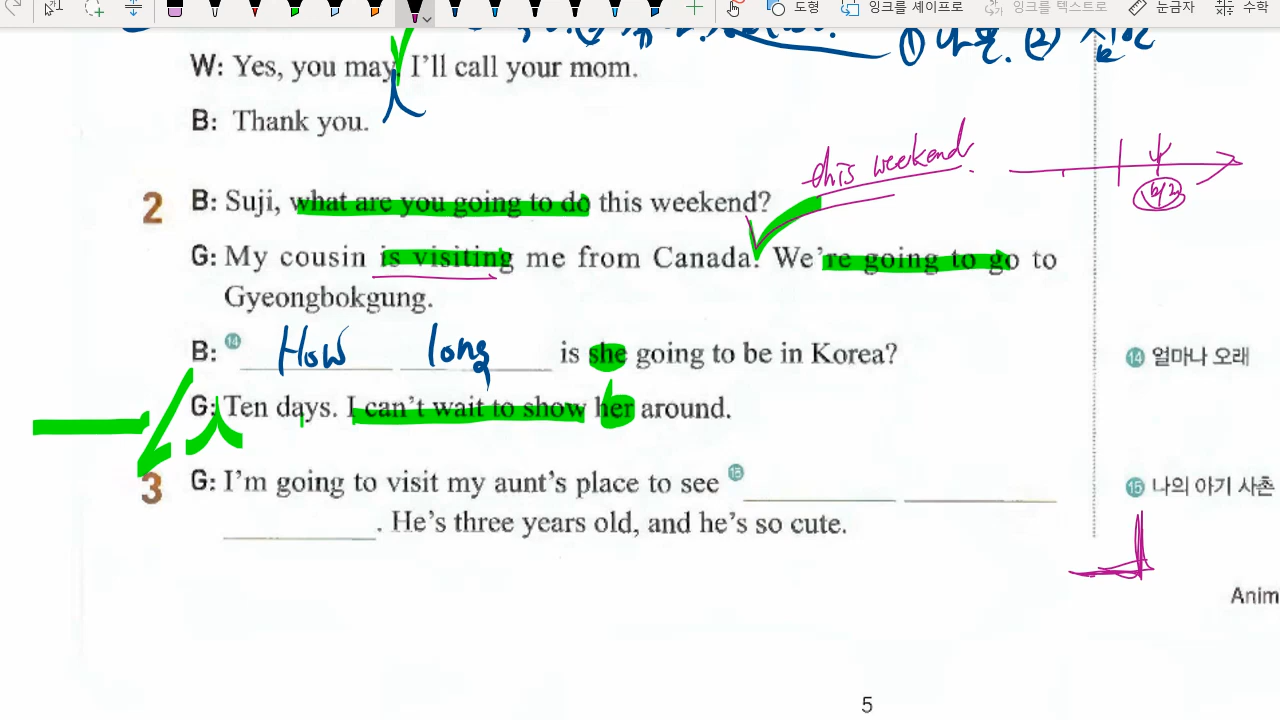 도형 잉크를 셰이프로 잉크를 텍스트로 눈금자 수학
W: Yes, you may. I'll call your mom.
B: Thank you.
this weekend.
2 B: Suji, what are you going to do this weekend?
G: My cousin is visiting me from Canada. We're going to go to
Gyeongbokgung.
B: ⑭ How long is she going to be in Korea?
⑭ 얼마나 오래
G: Ten days. I can't wait to show her around.
3 G: I'm going to visit my aunt's place to see ⑮
⑮ 나의 아기 사촌
. He's three years old, and he's so cute.
Anim
5